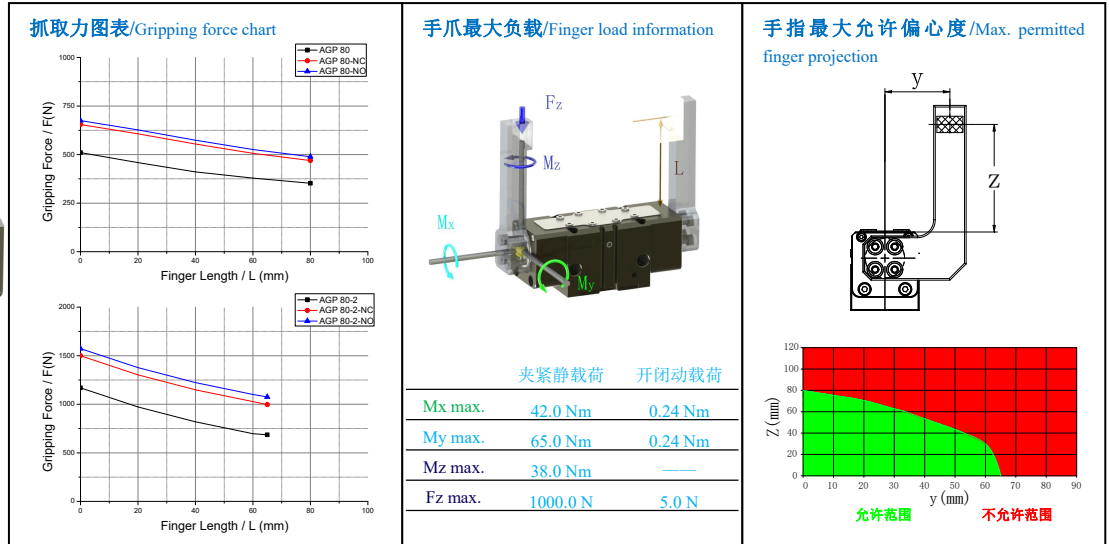 抓取力图表/Gripping force chart
AGP 80
AGP 80-NC
AGP 80-NO
1000
750
500
250
0
Gripping Force / F(N)
0 20 40 60 80 100
Finger Length / L (mm)
AGP 80-2
AGP 80-2-NC
AGP 80-2-NO
2000
1500
1000
500
0
Gripping Force / F(N)
0 20 40 60 80 100
Finger Length / L (mm)
手爪最大负载/Finger load information
Fz
Mz
L
Mx
My
夹紧静载荷 开闭动载荷
Mx max. 42.0 Nm 0.24 Nm
My max. 65.0 Nm 0.24 Nm
Mz max. 38.0 Nm ——
Fz max. 1000.0 N 5.0 N
手指最大允许偏心度/Max. permitted
finger projection
y
Z
120
100
80
60
40
20
0
Z(mm)
0 10 20 30 40 50 60 70 80 90
y(mm)
允许范围 不允许范围